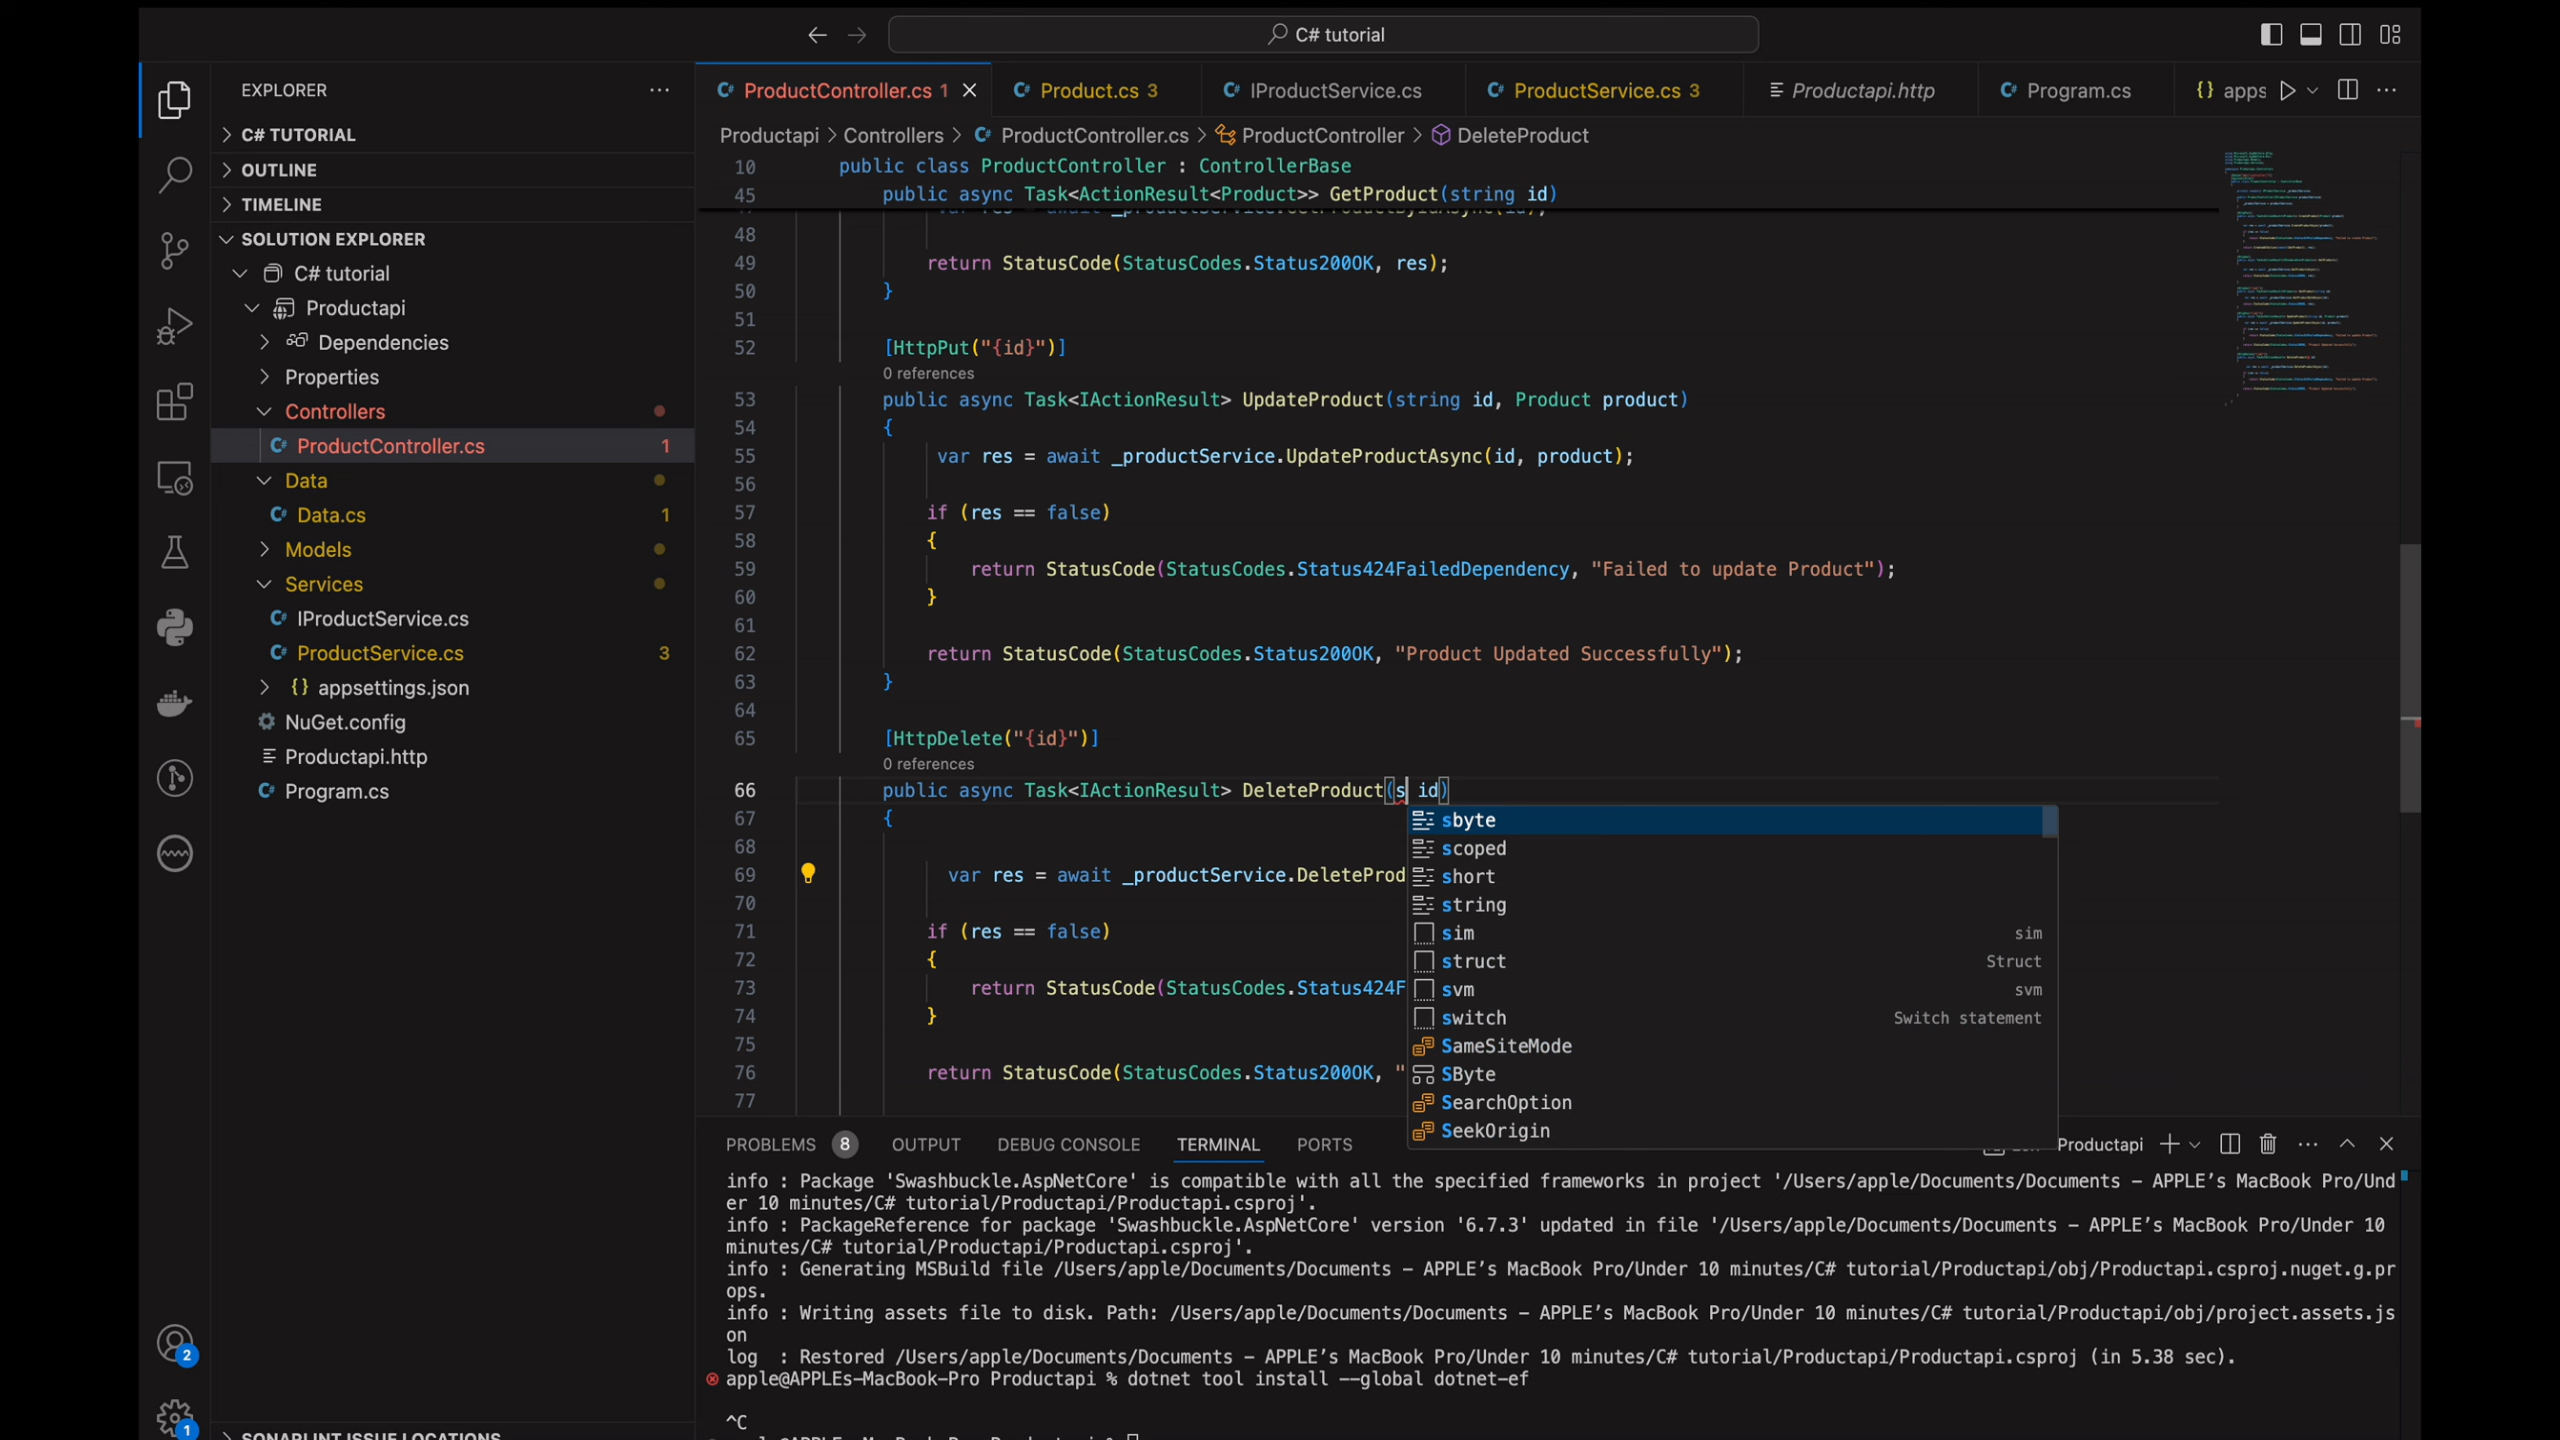 C# tutorial
EXPLORER
C# TUTORIAL
OUTLINE
TIMELINE
SOLUTION EXPLORER
C# tutorial
Productapi
Dependencies
Properties
Controllers
ProductController.cs 1
Data
Data.cs 1
Models
Services
IProductService.cs
ProductService.cs 3
appsettings.json
NuGet.config
Productapi.http
Program.cs
2
1
ProductController.cs 1 Product.cs 3 IProductService.cs ProductService.cs 3 Productapi.http Program.cs {} apps
Productapi > Controllers > ProductController.cs > ProductController > DeleteProduct
10 public class ProductController : ControllerBase
45 public async Task<ActionResult<Product>> GetProduct(string id)
48
49 return StatusCode(StatusCodes.Status200OK, res);
50 }
51
52 [HttpPut("{id}")]
0 references
53 public async Task<IActionResult> UpdateProduct(string id, Product product)
54 {
55 var res = await _productService.UpdateProductAsync(id, product);
56
57 if (res == false)
58 {
59 return StatusCode(StatusCodes.Status424FailedDependency, "Failed to update Product");
60 }
61
62 return StatusCode(StatusCodes.Status200OK, "Product Updated Successfully");
63 }
64
65 [HttpDelete("{id}")]
0 references
66 public async Task<IActionResult> DeleteProduct(s id)
67 {
68
69 var res = await _productService.DeleteProd
70
71 if (res == false)
72 {
73 return StatusCode(StatusCodes.Status424F
74 }
75
76 return StatusCode(StatusCodes.Status200OK, "
77
sbyte
scoped
short
string
sim sim
struct Struct
svm svm
switch Switch statement
SameSiteMode
SByte
SearchOption
SeekOrigin
PROBLEMS 8 OUTPUT DEBUG CONSOLE TERMINAL PORTS Productapi
info : Package 'Swashbuckle.AspNetCore' is compatible with all the specified frameworks in project '/Users/apple/Documents/Documents – APPLE’s MacBook Pro/Und
er 10 minutes/C# tutorial/Productapi/Productapi.csproj'.
info : PackageReference for package 'Swashbuckle.AspNetCore' version '6.7.3' updated in file '/Users/apple/Documents/Documents – APPLE’s MacBook Pro/Under 10
minutes/C# tutorial/Productapi/Productapi.csproj'.
info : Generating MSBuild file /Users/apple/Documents/Documents – APPLE’s MacBook Pro/Under 10 minutes/C# tutorial/Productapi/obj/Productapi.csproj.nuget.g.pr
ops.
info : Writing assets file to disk. Path: /Users/apple/Documents/Documents – APPLE’s MacBook Pro/Under 10 minutes/C# tutorial/Productapi/obj/project.assets.js
on
log : Restored /Users/apple/Documents/Documents – APPLE’s MacBook Pro/Under 10 minutes/C# tutorial/Productapi/Productapi.csproj (in 5.38 sec).
apple@APPLEs-MacBook-Pro Productapi % dotnet tool install --global dotnet-ef
^C